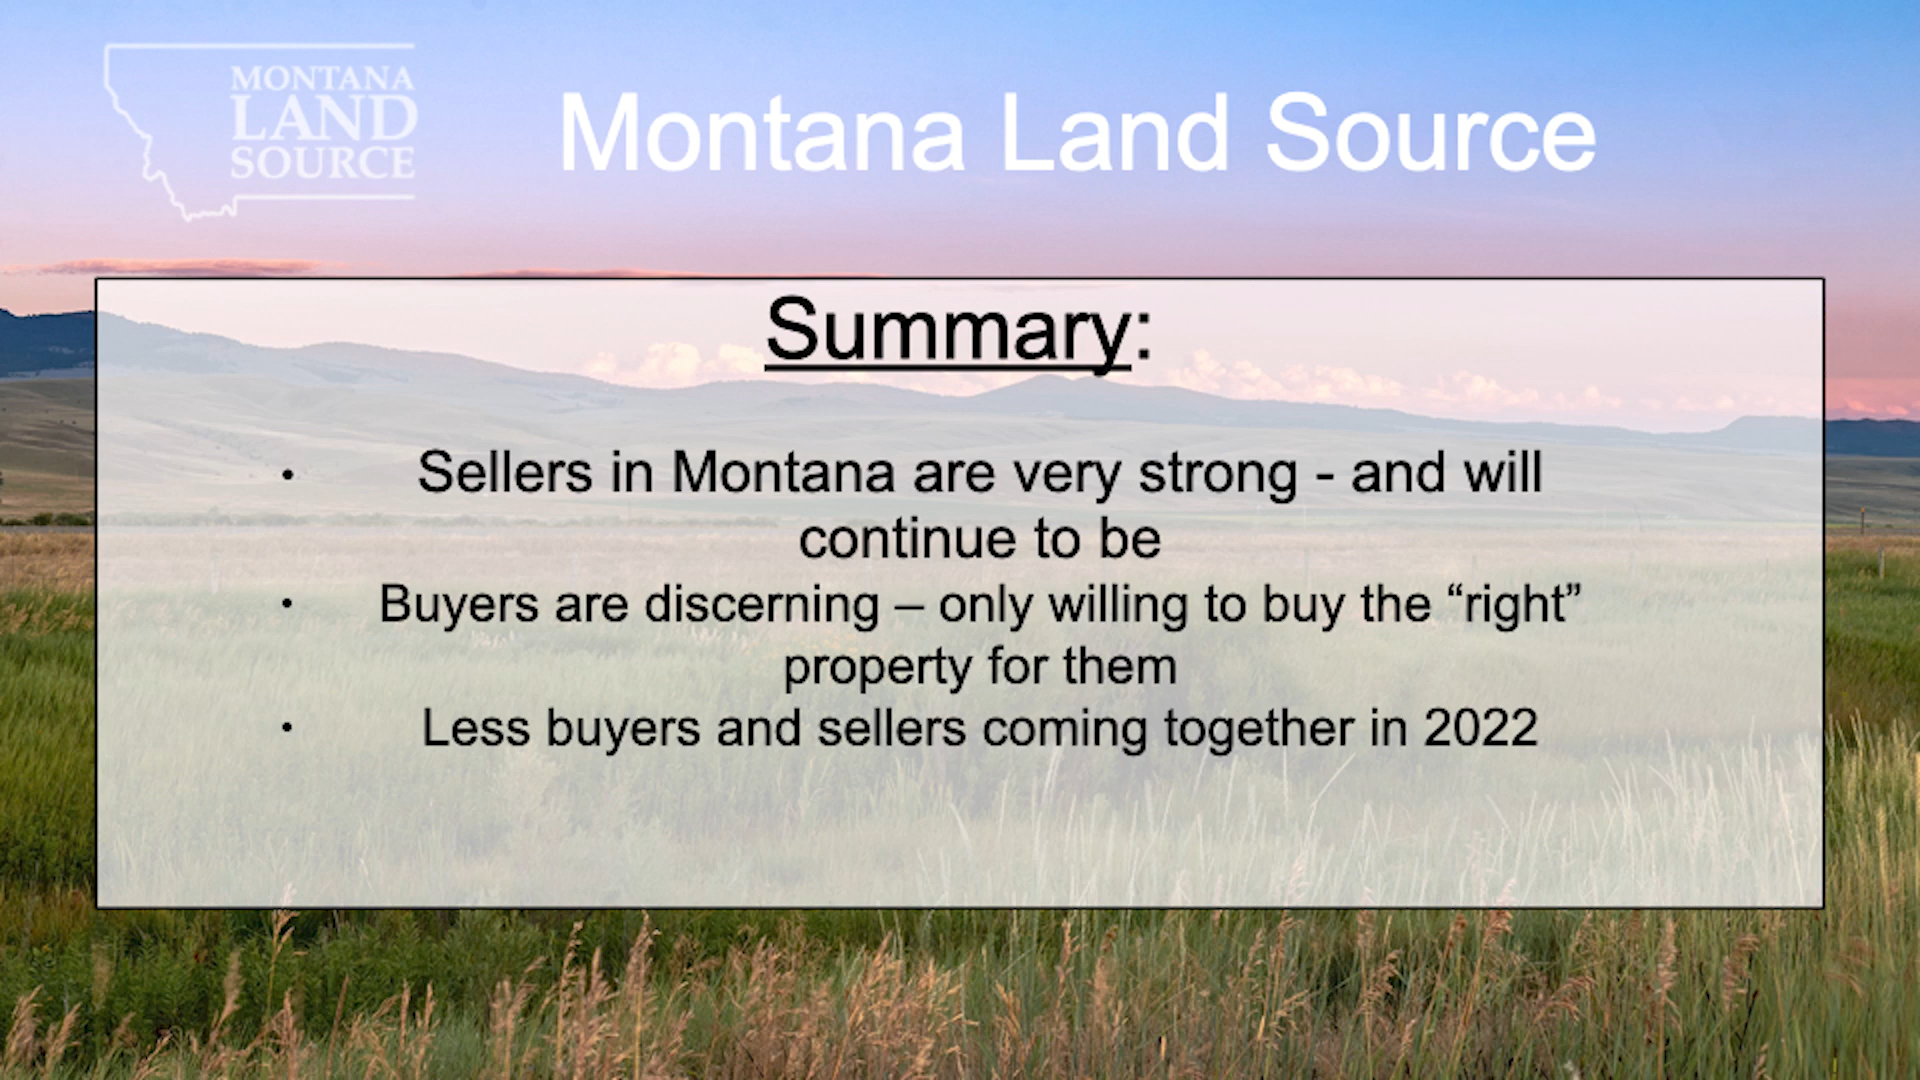 MONTANA
LAND
SOURCE
Montana Land Source
Summary:
• Sellers in Montana are very strong - and will
continue to be
• Buyers are discerning – only willing to buy the “right”
property for them
• Less buyers and sellers coming together in 2022